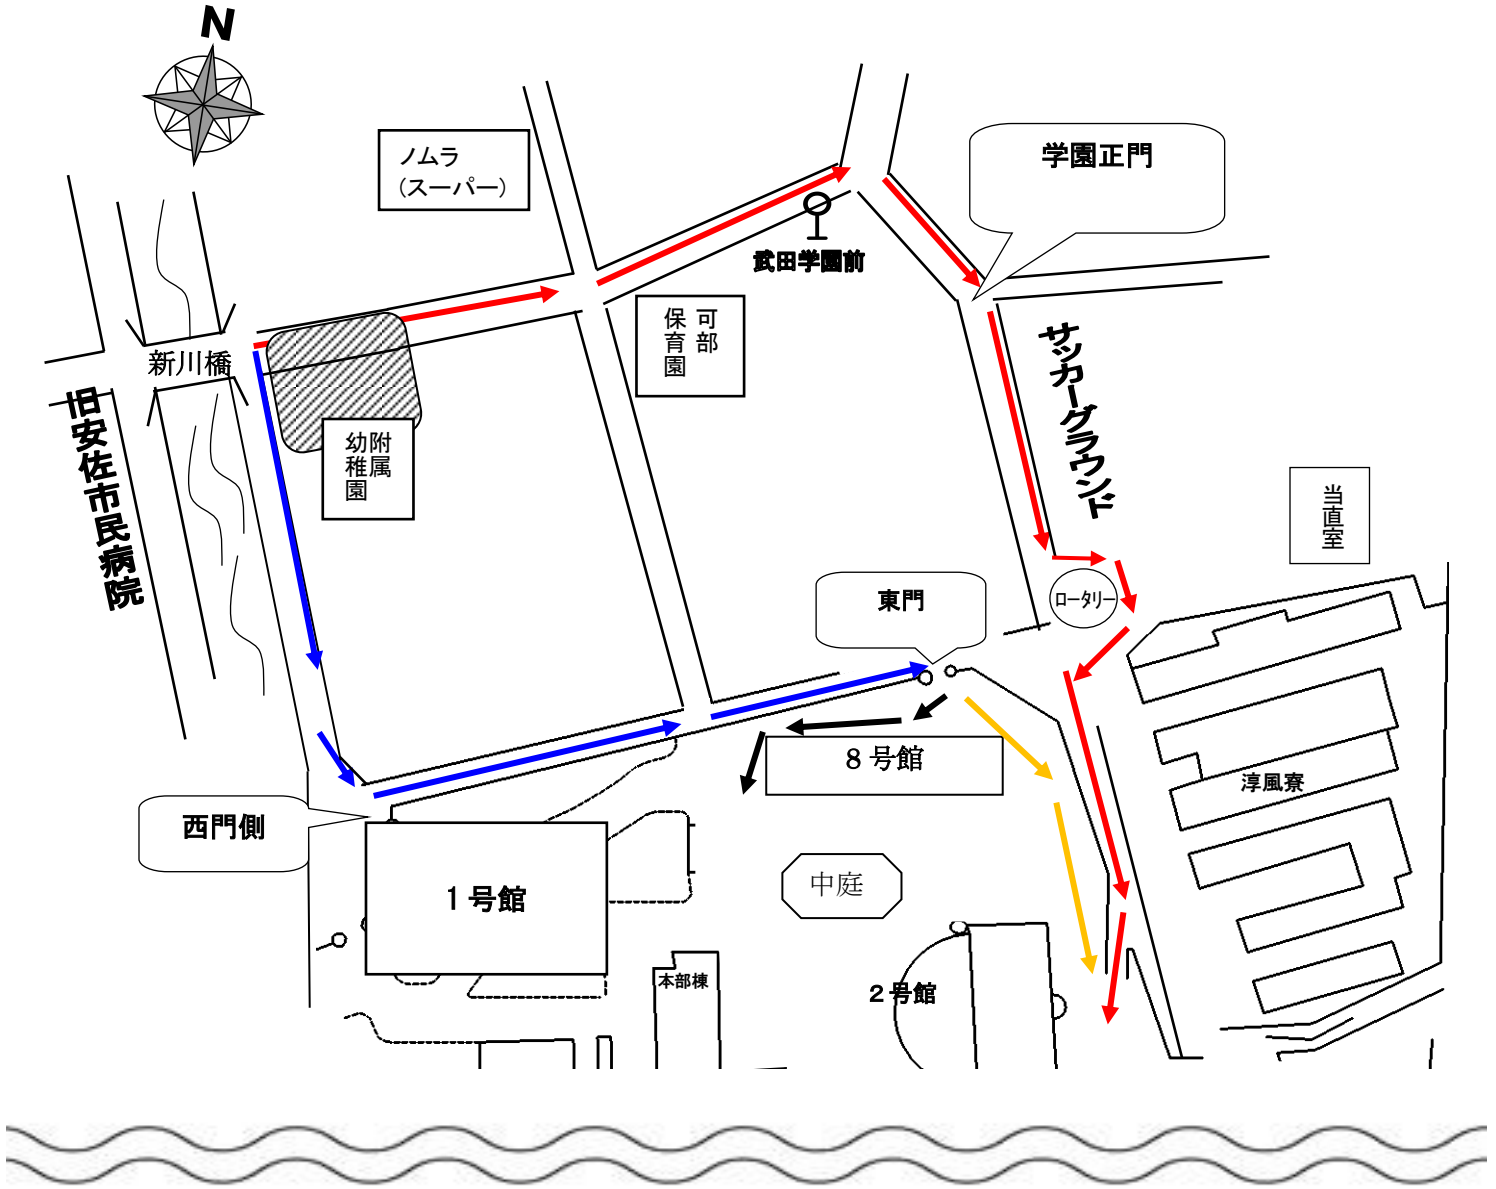 N
ノムラ
(スーパー)
学園正門
武田学園前
可部
保育園
新川橋
サッカーグラウンド
旧安佐市民病院
附属
幼稚園
当直室
東門
ロータリー
8号館
淳風寮
西門側
1号館
中庭
本部棟
2号館